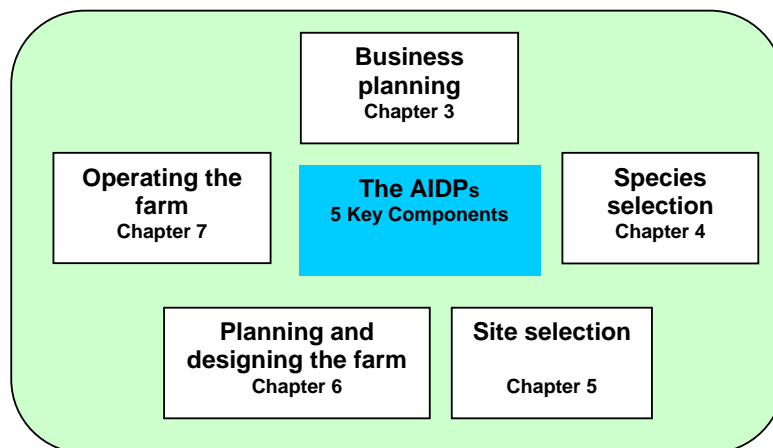 Business
planning
Chapter 3
Operating the
farm
Chapter 7
The AIDPs
5 Key Components
Species
selection
Chapter 4
Planning and
designing the farm
Chapter 6
Site selection
Chapter 5